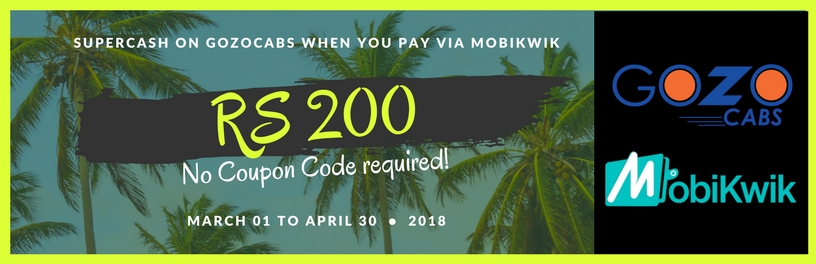 SUPERCASH ON GOZOCABS WHEN YOU PAY VIA MOBIKWIK
RS 200
No Coupon Code required!
MARCH 01 TO APRIL 30 • 2018
GOZO
CABS
MobiKwik